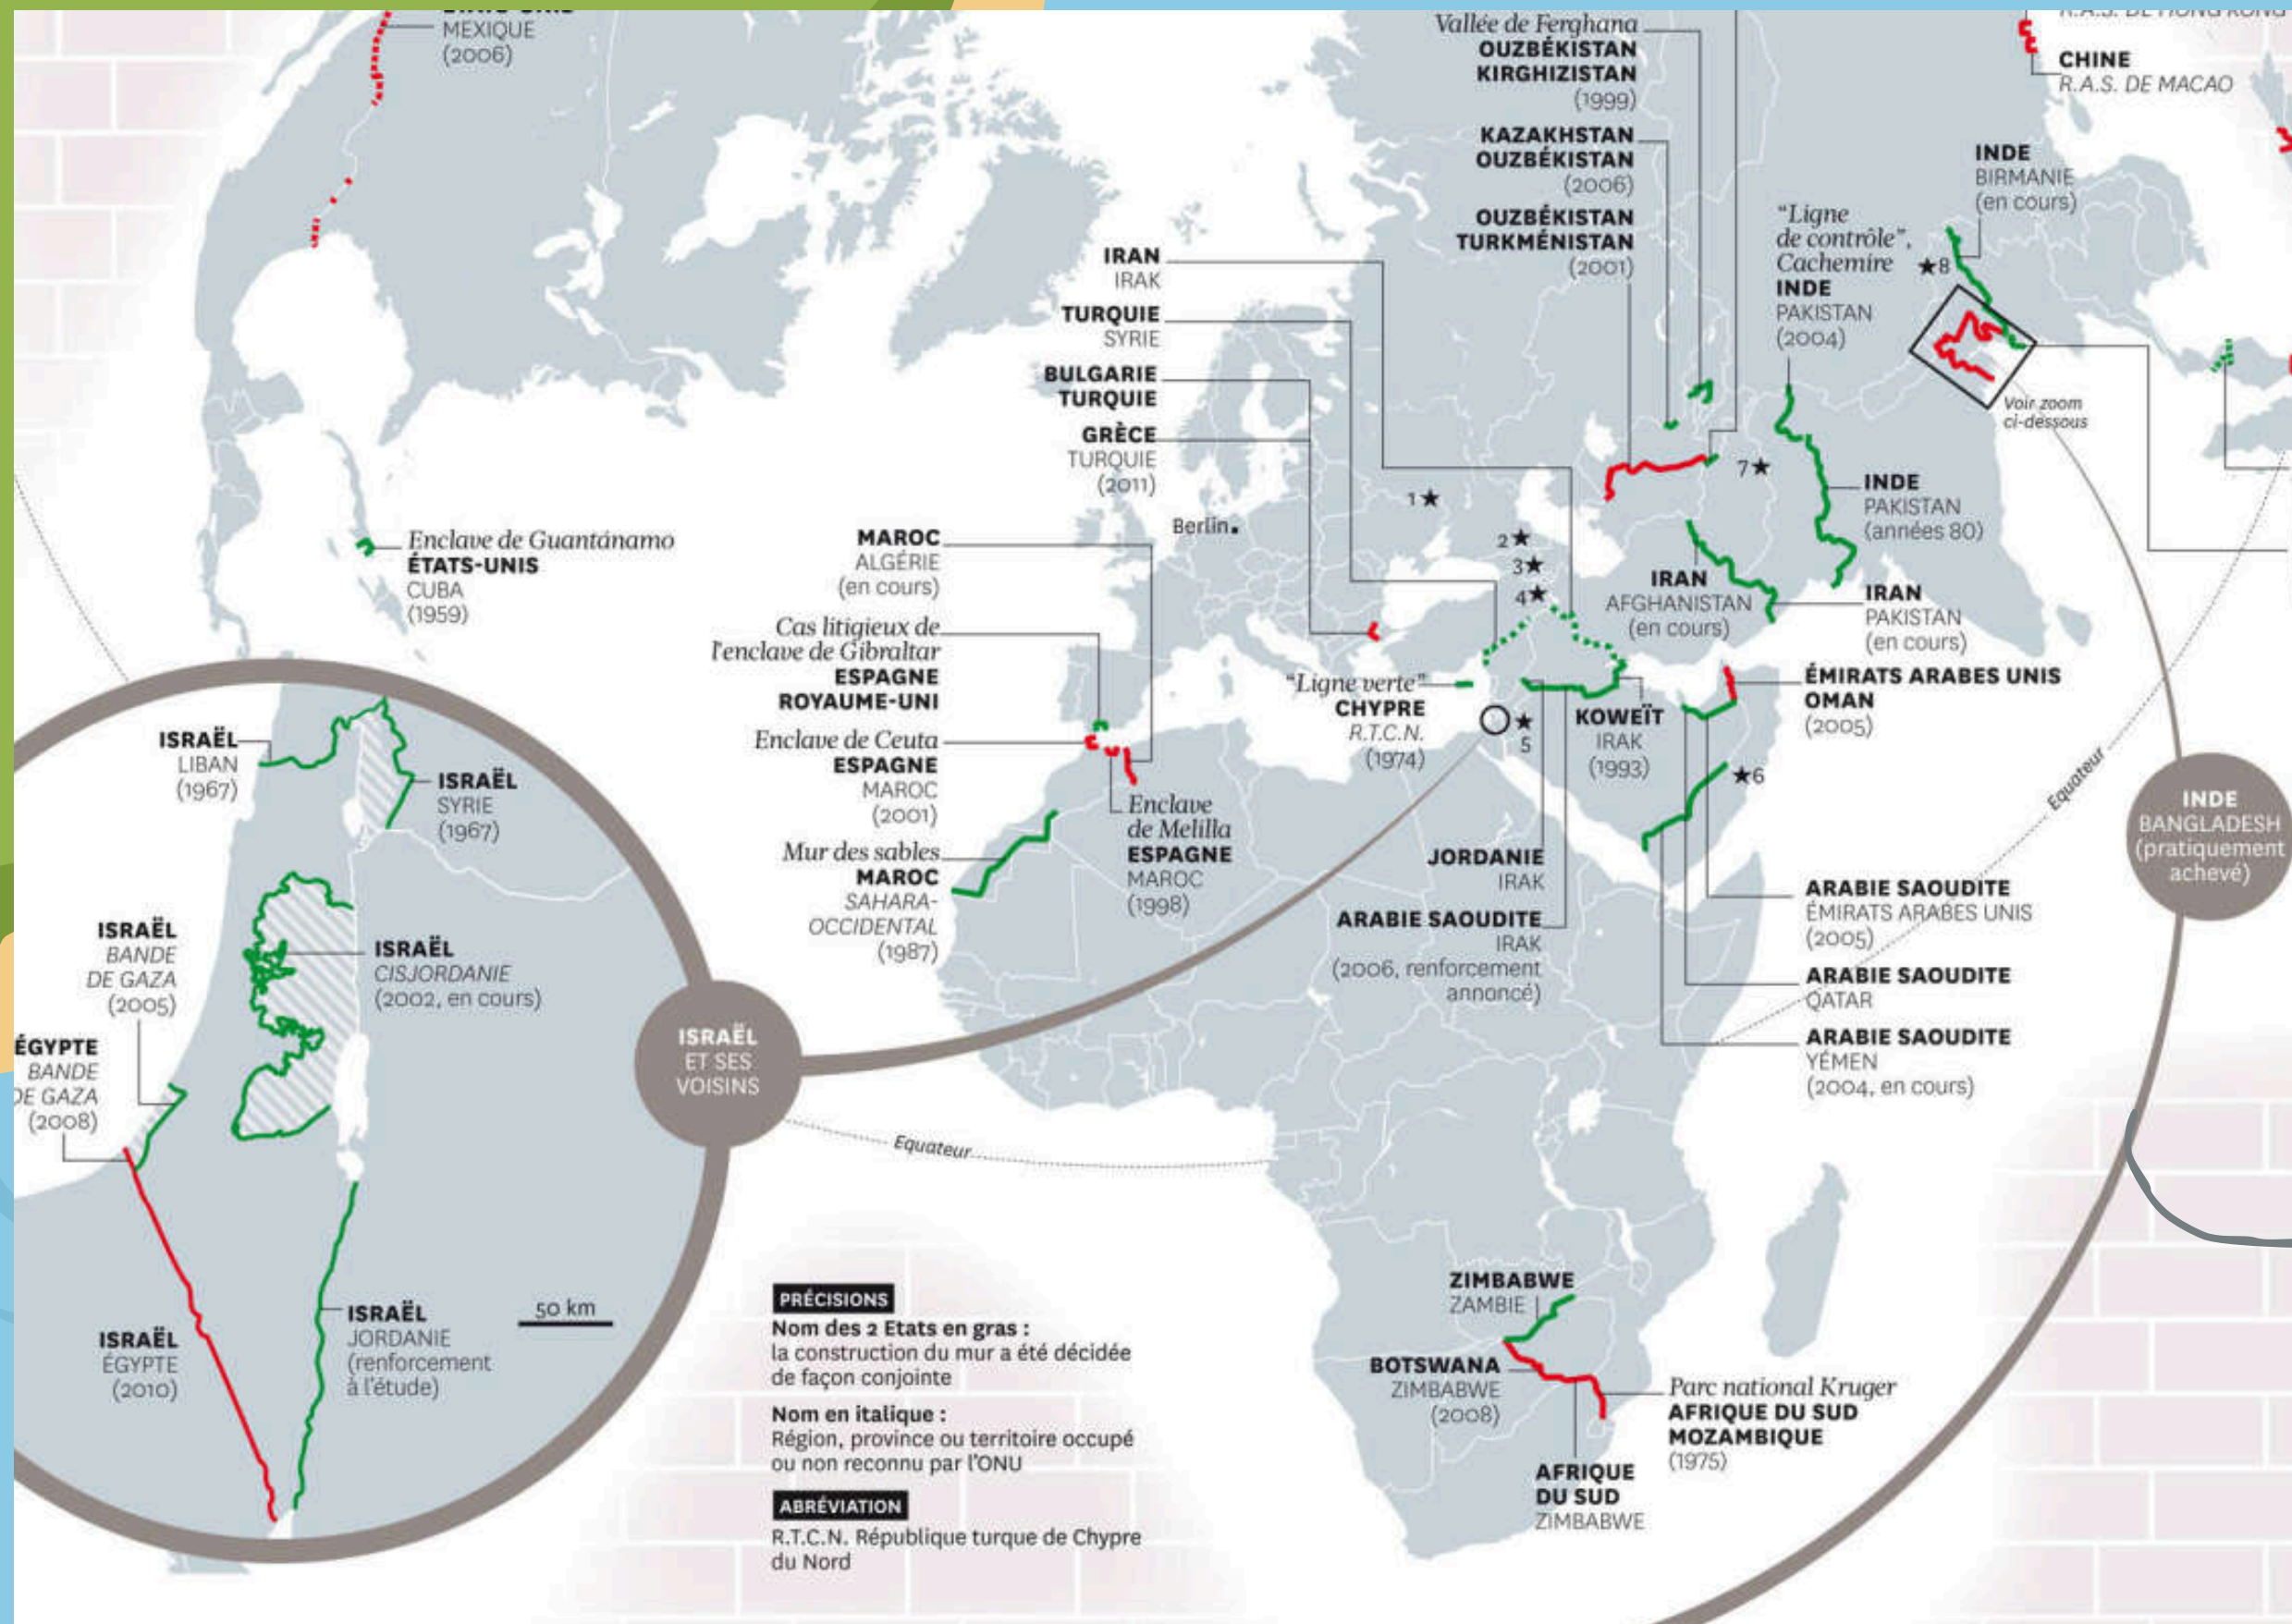 MEXIQUE
(2006)
Vallée de Ferghana
OUZBÉKISTAN
KIRGHIZISTAN
(1999)
KAZAKHSTAN
OUZBÉKISTAN
(2006)
OUZBÉKISTAN
TURKMÉNISTAN
(2001)
CHINE
R.A.S. DE MACAO
INDE
BIRMANIE
(en cours)
"Ligne
de contrôle",
Cachemire
INDE
PAKISTAN
(2004)
★8
Voir zoom
ci-dessous
IRAN
IRAK
TURQUIE
SYRIE
BULGARIE
TURQUIE
GRÈCE
TURQUIE
(2011)
Berlin
1★
2★
3★
4★
7★
INDE
PAKISTAN
(années 80)
IRAN
AFGHANISTAN
(en cours)
IRAN
PAKISTAN
(en cours)
Enclave de Guantánamo
ÉTATS-UNIS
CUBA
(1959)
MAROC
ALGÉRIE
(en cours)
Cas litigieux de
l'enclave de Gibraltar
ESPAGNE
ROYAUME-UNI
Enclave de Ceuta
ESPAGNE
MAROC
(2001)
Mur des sables
MAROC
SAHARA-
OCCIDENTAL
(1987)
Enclave
de Melilla
ESPAGNE
MAROC
(1998)
"Ligne verte"
CHYPRE
R.T.C.N.
(1974)
★
5
KOWEÏT
IRAK
(1993)
ÉMIRATS ARABES UNIS
OMAN
(2005)
★6
Equateur
INDE
BANGLADESH
(pratiquement
achevé)
JORDANIE
IRAK
ARABIE SAOUDITE
IRAK
(2006, renforcement
annoncé)
ARABIE SAOUDITE
ÉMIRATS ARABES UNIS
(2005)
ARABIE SAOUDITE
QATAR
ARABIE SAOUDITE
YÉMEN
(2004, en cours)
ISRAËL
LIBAN
(1967)
ISRAËL
SYRIE
(1967)
ISRAËL
BANDE
DE GAZA
(2005)
ISRAËL
CISJORDANIE
(2002, en cours)
ÉGYPTE
BANDE
DE GAZA
(2008)
ISRAËL
ET SES
VOISINS
Equateur
ISRAËL
ÉGYPTE
(2010)
ISRAËL
JORDANIE
(renforcement
à l'étude)
50 km
PRÉCISIONS
Nom des 2 Etats en gras :
la construction du mur a été décidée
de façon conjointe
Nom en italique :
Région, province ou territoire occupé
ou non reconnu par l'ONU
ABRÉVIATION
R.T.C.N. République turque de Chypre
du Nord
ZIMBABWE
ZAMBIE
BOTSWANA
ZIMBABWE
(2008)
Parc national Kruger
AFRIQUE DU SUD
MOZAMBIQUE
(1975)
AFRIQUE
DU SUD
ZIMBABWE